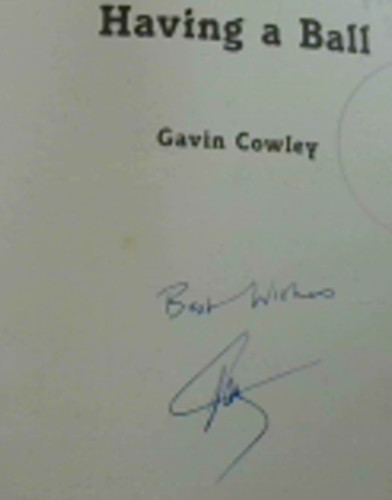 Having a Ball
Gavin Cowley
Best Wishes